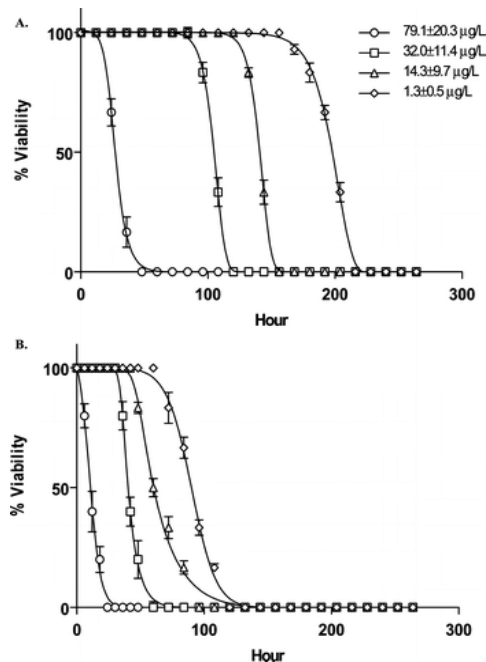 A.
100
50
0
% Viability
0
100
200
300
Hour
79.1±20.3 µg/L
32.0±11.4 µg/L
14.3±9.7 µg/L
1.3±0.5 µg/L
B.
100
50
0
% Viability
0
100
200
300
Hour